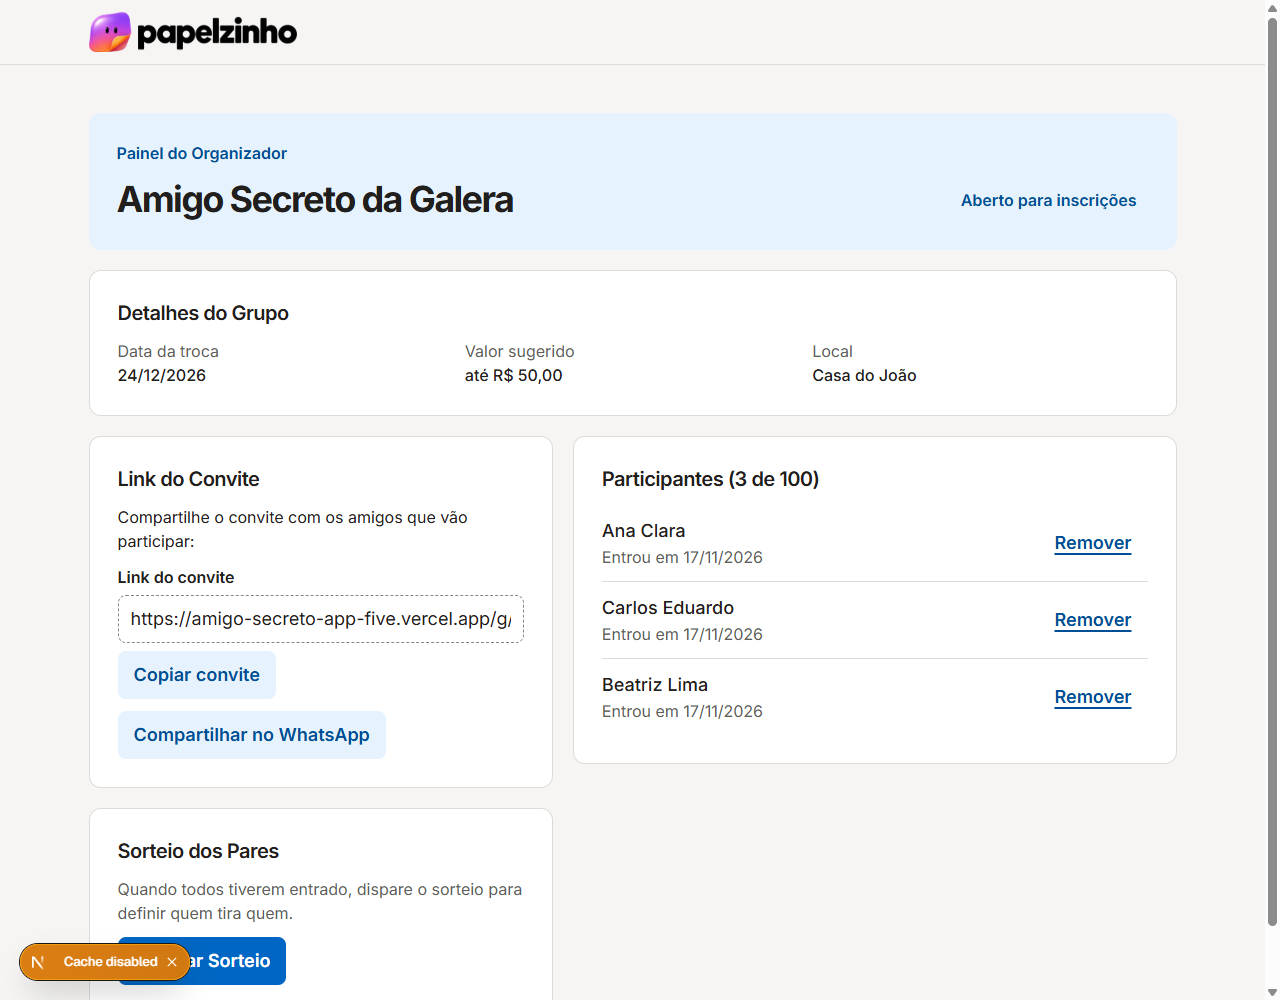 papelzinho
Painel do Organizador
Amigo Secreto da Galera
Aberto para inscrições
Detalhes do Grupo
Data da troca
24/12/2026
Valor sugerido
até R$ 50,00
Local
Casa do João
Link do Convite
Compartilhe o convite com os amigos que vão
participar:
Link do convite
https://amigo-secreto-app-five.vercel.app/g/
Copiar convite
Compartilhar no WhatsApp
Participantes (3 de 100)
Ana Clara
Entrou em 17/11/2026
Remover
Carlos Eduardo
Entrou em 17/11/2026
Remover
Beatriz Lima
Entrou em 17/11/2026
Remover
Sorteio dos Pares
Quando todos tiverem entrado, dispare o sorteio para
definir quem tira quem.
ar Sorteio
N Cache disabled